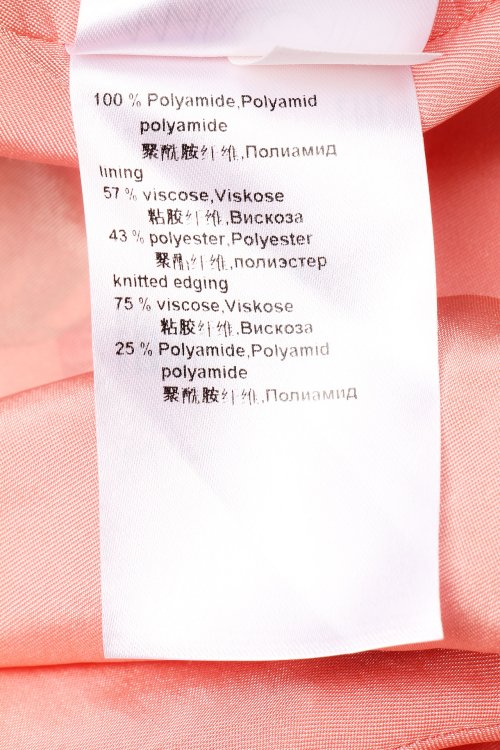 100 % Polyamide,Polyamid
polyamide
聚酰胺纤维,Полиамид
lining
57 % viscose,Viskose
粘胶纤维,Вискоза
43 % polyester,Polyester
聚酯纤维,полиэстер
knitted edging
75 % viscose,Viskose
粘胶纤维,Вискоза
25 % Polyamide,Polyamid
polyamide
聚酰胺纤维,Полиамид